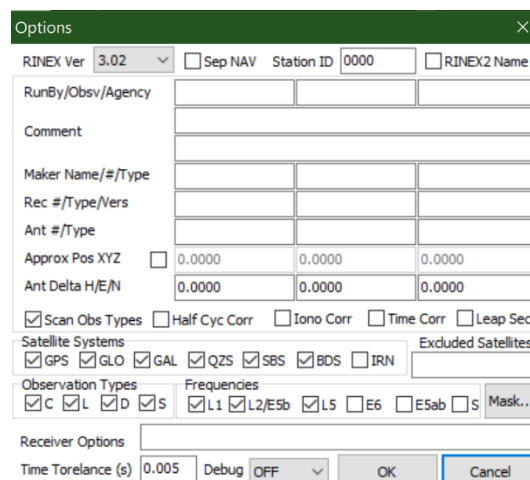 Options
RINEX Ver 3.02 Sep NAV Station ID 0000 RINEX2 Name
RunBy/Obsv/Agency
Comment
Maker Name/#/Type
Rec #/Type/Vers
Ant #/Type
Approx Pos XYZ 0.0000 0.0000 0.0000
Ant Delta H/E/N 0.0000 0.0000 0.0000
Scan Obs Types Half Cyc Corr Iono Corr Time Corr Leap Sec
Satellite Systems Excluded Satellites
GPS GLO GAL QZS SBS BDS IRN
Observation Types Frequencies
C L D S L1 L2/E5b L5 E6 E5ab S Mask..
Receiver Options
Time Torelance (s) 0.005 Debug OFF OK Cancel